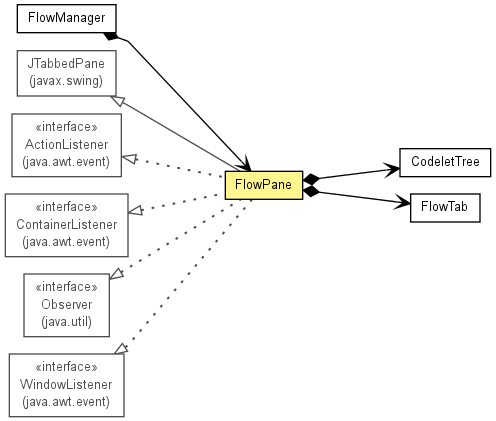 FlowManager
JTabbedPane
(javax.swing)
«interface»
ActionListener
(java.awt.event)
FlowPane
CodeletTree
FlowTab
«interface»
ContainerListener
(java.awt.event)
«interface»
Observer
(java.util)
«interface»
WindowListener
(java.awt.event)